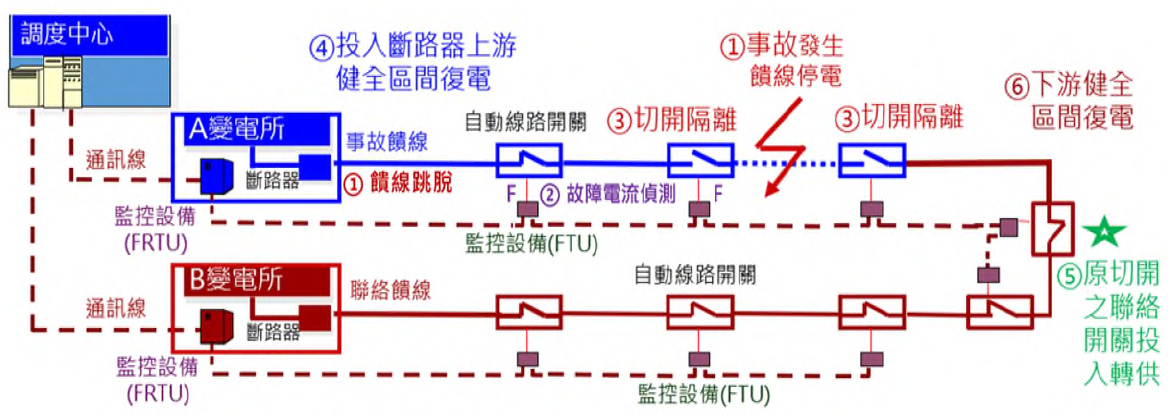 調度中心
④投入斷路器上游
健全區間復電
①事故發生
饋線停電
⑥下游健全
區間復電
A變電所
事故饋線
自動線路開關
③切開隔離
③切開隔離
通訊線
斷路器
① 饋線跳脫
F
② 故障電流偵測
F
監控設備
(FRTU)
監控設備(FTU)
B變電所
聯絡饋線
自動線路開關
⑤原切開
之聯絡
開關投
入轉供
通訊線
斷路器
監控設備
(FRTU)
監控設備(FTU)